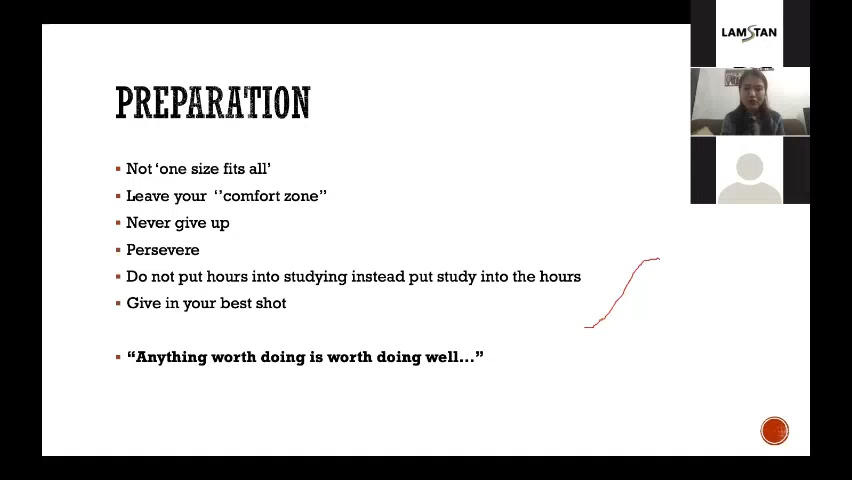 LAMSTAN
PREPARATION
Not ‘one size fits all’
Leave your ‘’comfort zone’’
Never give up
Persevere
Do not put hours into studying instead put study into the hours
Give in your best shot
“Anything worth doing is worth doing well...”